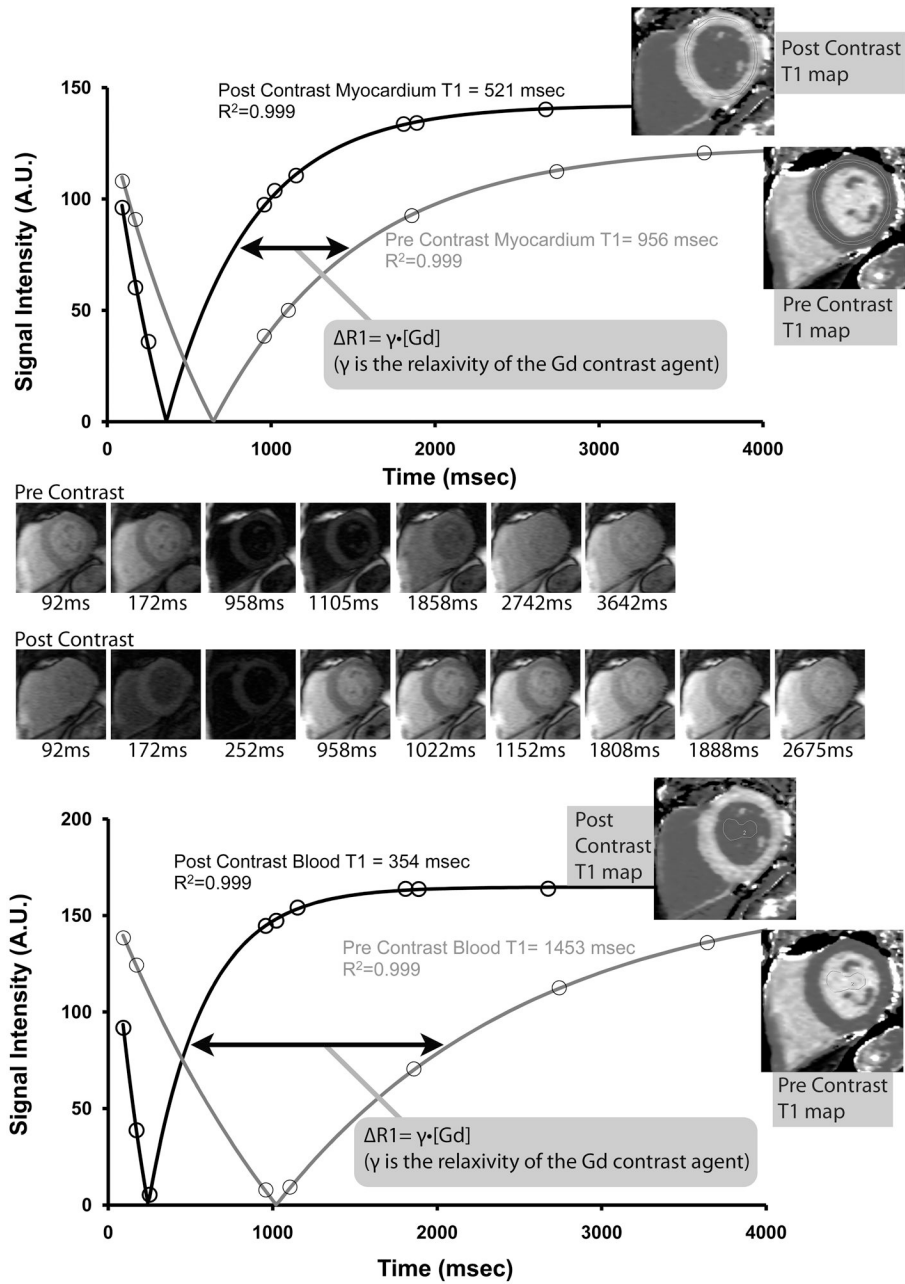 Post Contrast
T1 map
Post Contrast Myocardium T1 = 521 msec
R²=0.999
150
100
50
0
Signal Intensity (A.U.)
Pre Contrast Myocardium T1= 956 msec
R²=0.999
Pre Contrast
T1 map
ΔR1= γ•[Gd]
(γ is the relaxivity of the Gd contrast agent)
0 1000 2000 3000 4000
Time (msec)
Pre Contrast
92ms 172ms 958ms 1105ms 1858ms 2742ms 3642ms
Post Contrast
92ms 172ms 252ms 958ms 1022ms 1152ms 1808ms 1888ms 2675ms
Post
Contrast
T1 map
200
150
100
50
0
Signal Intensity (A.U.)
Post Contrast Blood T1 = 354 msec
R²=0.999
Pre Contrast Blood T1= 1453 msec
R²=0.999
Pre Contrast
T1 map
ΔR1= γ•[Gd]
(γ is the relaxivity of the Gd contrast agent)
0 1000 2000 3000 4000
Time (msec)